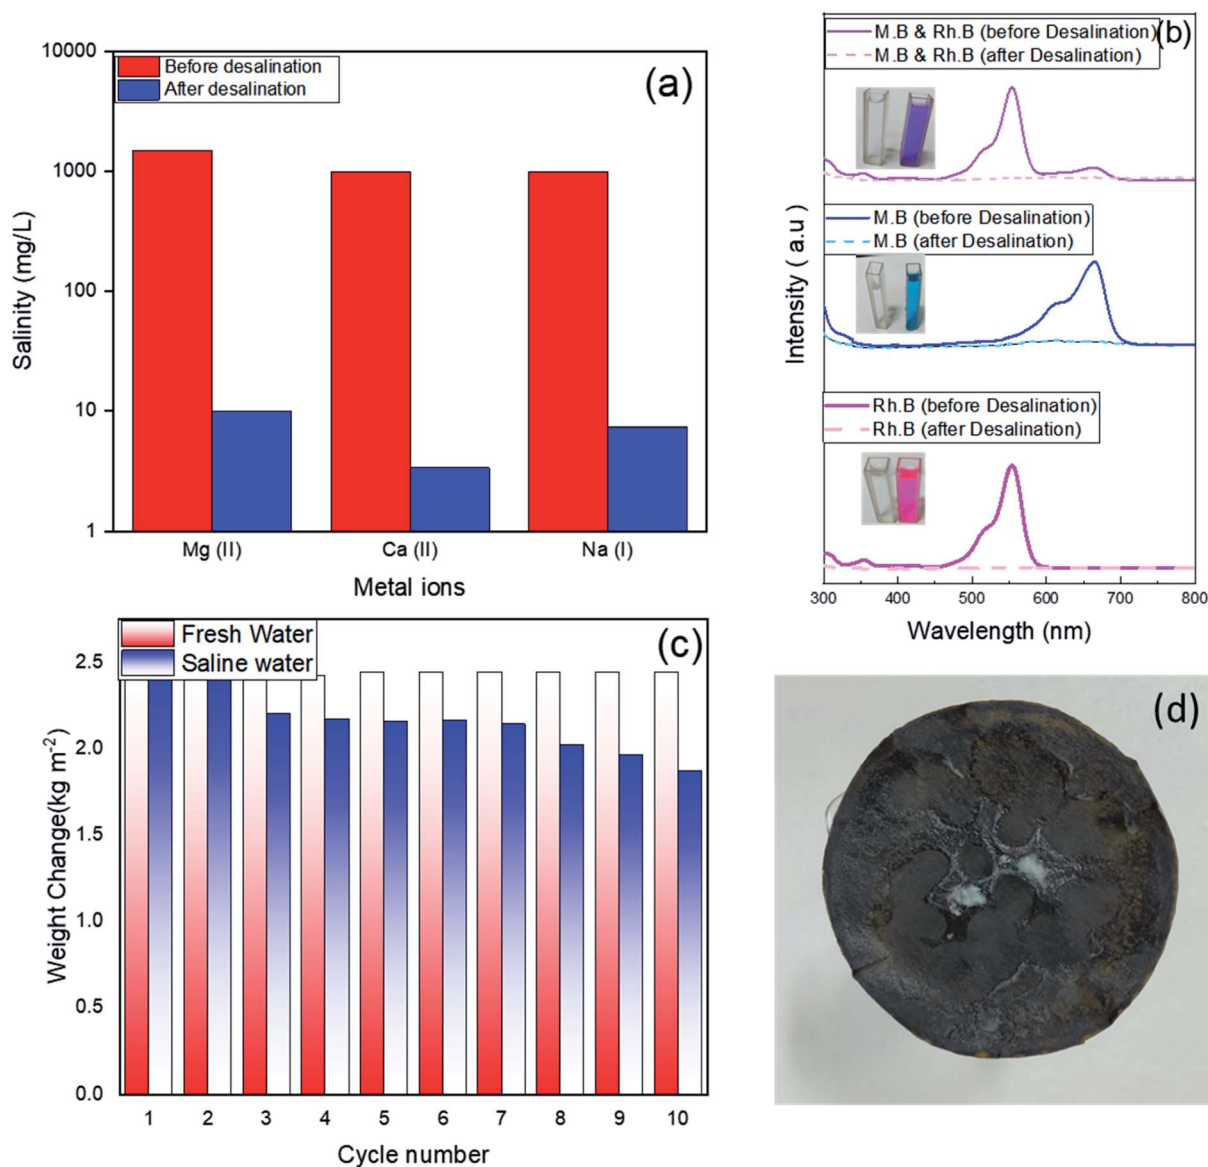 (a)
10000
1000
100
10
1
Salinity (mg/L)
Before desalination
After desalination
Mg (II)
Ca (II)
Na (I)
Metal ions
(b)
M.B & Rh.B (before Desalination)
M.B & Rh.B (after Desalination)
M.B (before Desalination)
M.B (after Desalination)
Rh.B (before Desalination)
Rh.B (after Desalination)
Intensity ( a.u )
300
400
500
600
700
800
Wavelength (nm)
(c)
Fresh Water
Saline water
2.5
2.0
1.5
1.0
0.5
0.0
Weight Change(kg m-2)
1
2
3
4
5
6
7
8
9
10
Cycle number
(d)